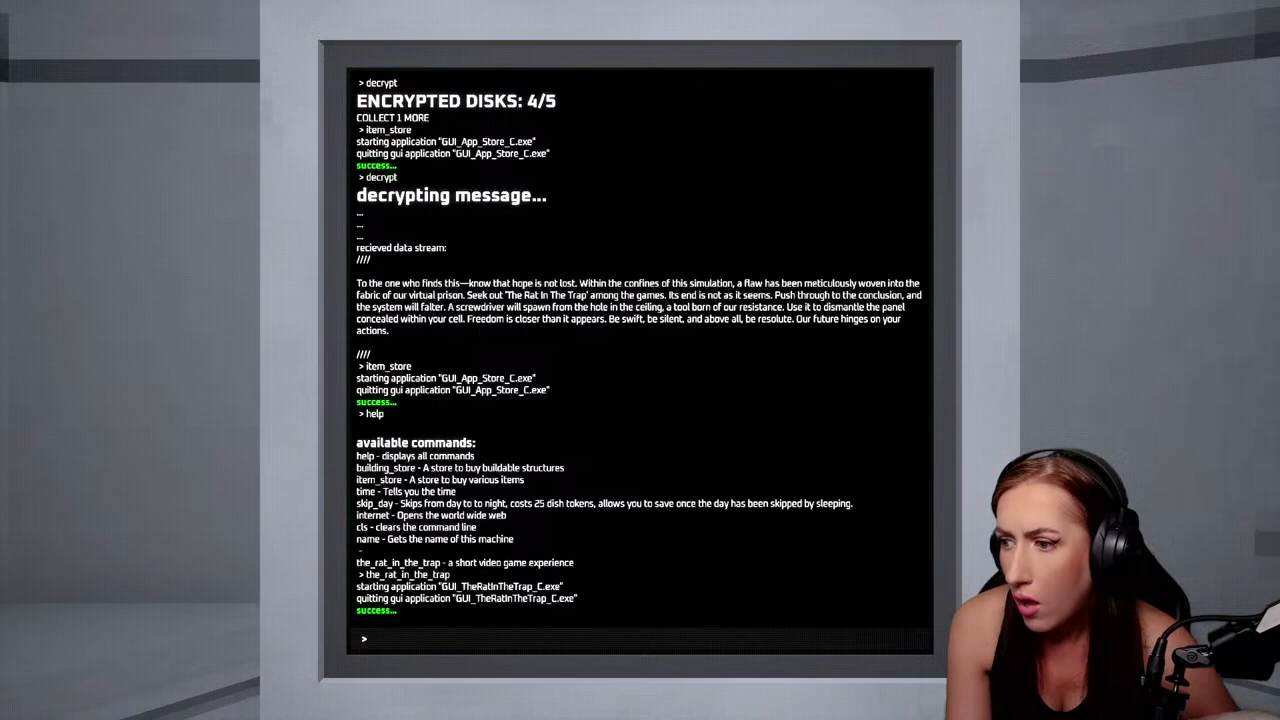 > decrypt
ENCRYPTED DISKS: 4/5
COLLECT 1 MORE
> item_store
starting application "GUI_App_Store_C.exe"
quitting gui application "GUI_App_Store_C.exe"
success...
> decrypt
decrypting message...
...
...
...
recieved data stream:
////
To the one who finds this—know that hope is not lost. Within the confines of this simulation, a flaw has been meticulously woven into the
fabric of our virtual prison. Seek out 'The Rat In The Trap' among the games. Its end is not as it seems. Push through to the conclusion, and
the system will falter. A screwdriver will spawn from the hole in the ceiling, a tool born of our resistance. Use it to dismantle the panel
concealed within your cell. Freedom is closer than it appears. Be swift, be silent, and above all, be resolute. Our future hinges on your
actions.
////
> item_store
starting application "GUI_App_Store_C.exe"
quitting gui application "GUI_App_Store_C.exe"
success...
> help
available commands:
help - displays all commands
building_store - A store to buy buildable structures
item_store - A store to buy various items
time - Tells you the time
skip_day - Skips from day to to night, costs 25 dish tokens, allows you to save once the day has been skipped by sleeping.
internet - Opens the world wide web
cls - clears the command line
name - Gets the name of this machine
-
the_rat_in_the_trap - a short video game experience
> the_rat_in_the_trap
starting application "GUI_TheRatInTheTrap_C.exe"
quitting gui application "GUI_TheRatInTheTrap_C.exe"
success...
>